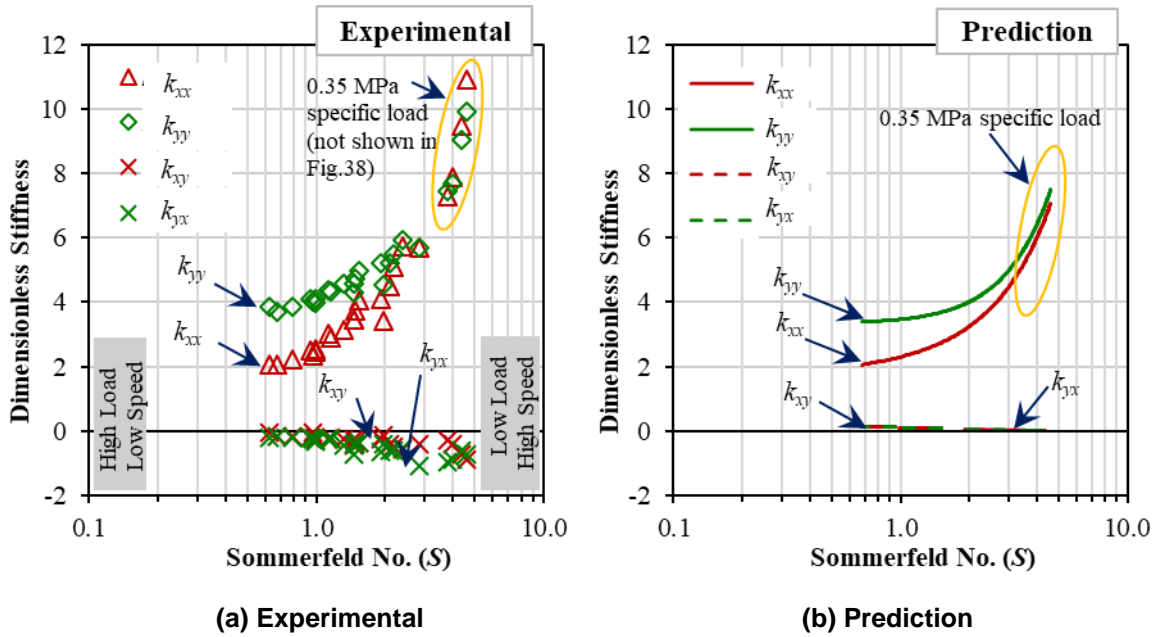 Experimental
Dimensionless Stiffness
12
10
8
6
4
2
0
-2
kxx
kyy
kxy
kyx
0.35 MPa
specific load
(not shown in
Fig.38)
kyy
kxx
kxy
kyx
High Load
Low Speed
Low Load
High Speed
0.1
1.0
10.0
Sommerfeld No. (S)
(a) Experimental
Prediction
Dimensionless Stiffness
12
10
8
6
4
2
0
-2
kxx
kyy
kxy
kyx
0.35 MPa specific load
kyy
kxx
kxy
kyx
0.1
1.0
10.0
Sommerfeld No. (S)
(b) Prediction